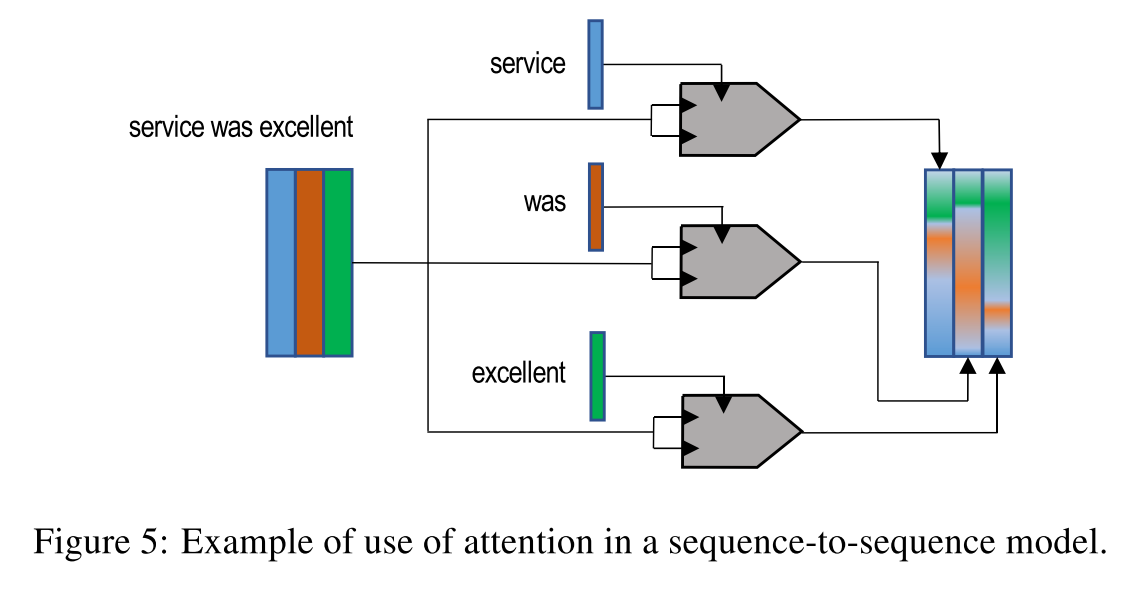 service
service was excellent
was
excellent
Figure 5: Example of use of attention in a sequence-to-sequence model.